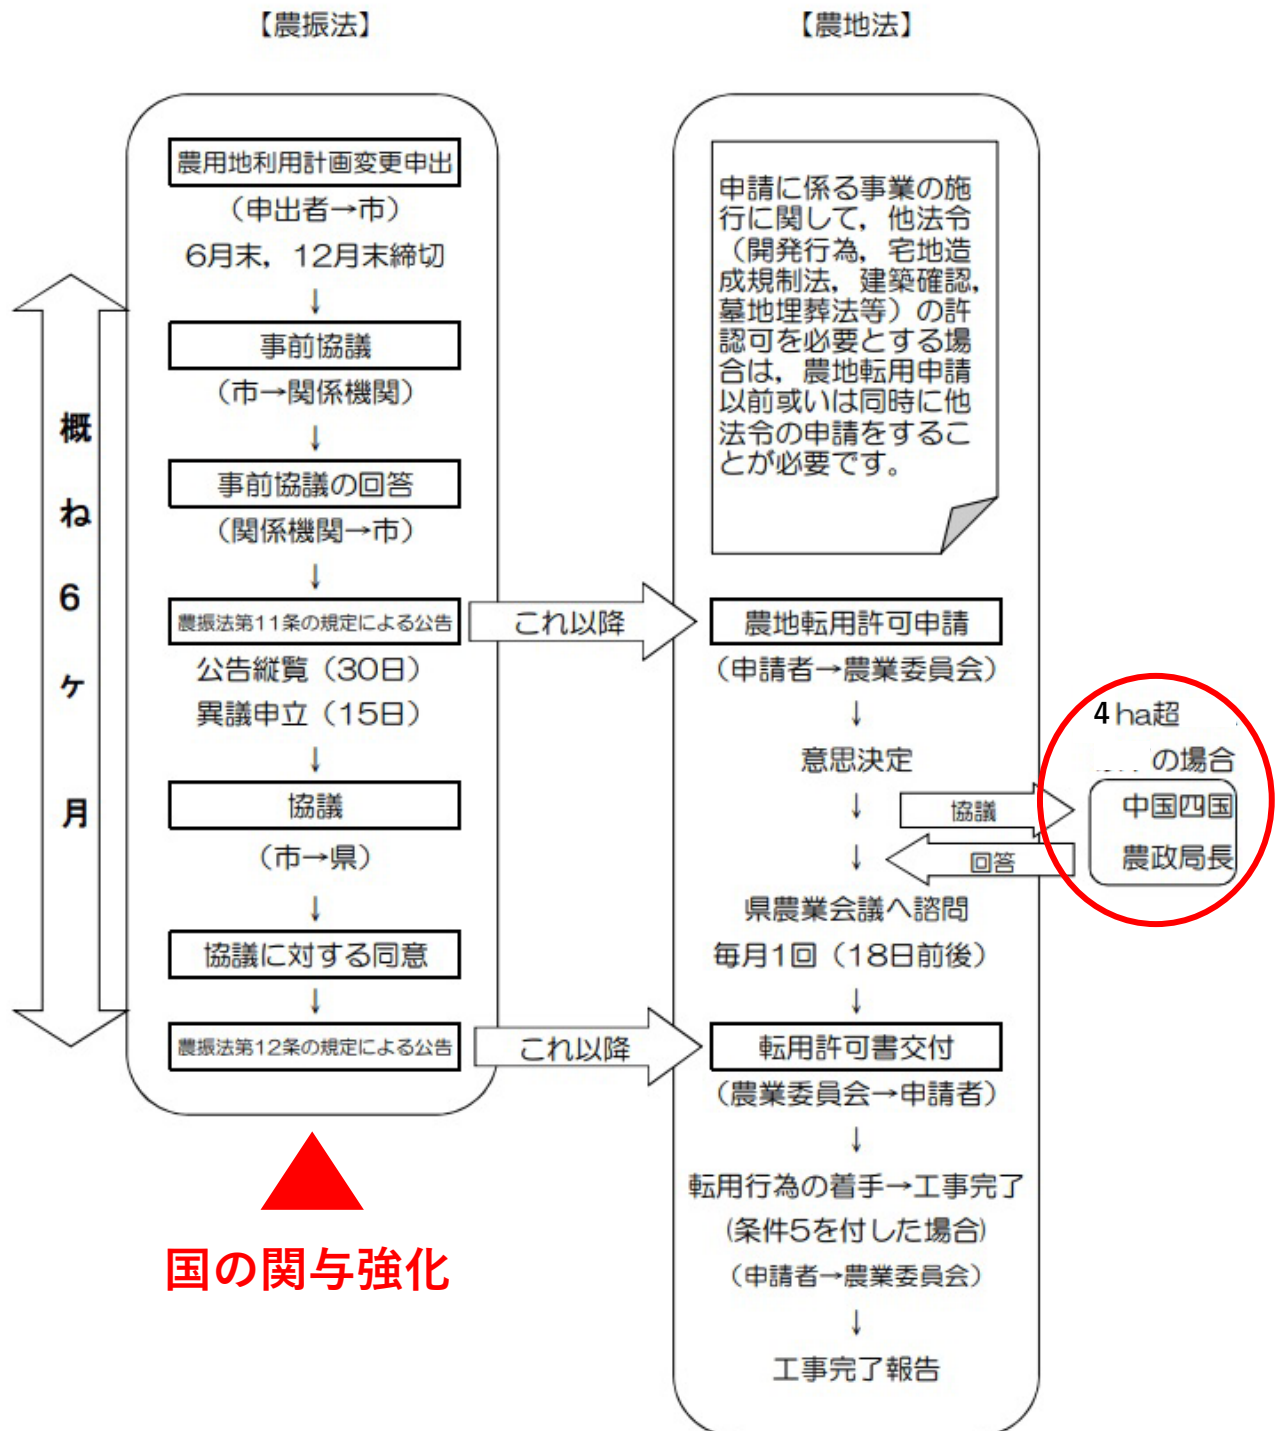 【農振法】
農用地利用計画変更申出
（申出者→市）
6月末，12月末締切
↓
事前協議
（市→関係機関）
↓
事前協議の回答
（関係機関→市）
↓
農振法第11条の規定による公告
公告縦覧（30日）
異議申立（15日）
↓
協議
（市→県）
↓
協議に対する同意
↓
農振法第12条の規定による公告
概ね6ヶ月
国の関与強化
これ以降
これ以降
【農地法】
申請に係る事業の施
行に関して，他法令
（開発行為，宅地造
成規制法，建築確認，
墓地埋葬法等）の許
認可を必要とする場
合は，農地転用申請
以前或いは同時に他
法令の申請をするこ
とが必要です。
農地転用許可申請
（申請者→農業委員会）
↓
意思決定
↓
↓
県農業会議へ諮問
毎月1回（18日前後）
↓
転用許可書交付
（農業委員会→申請者）
↓
転用行為の着手→工事完了
(条件5を付した場合)
（申請者→農業委員会）
↓
工事完了報告
協議
回答
4ha超
の場合
中国四国
農政局長